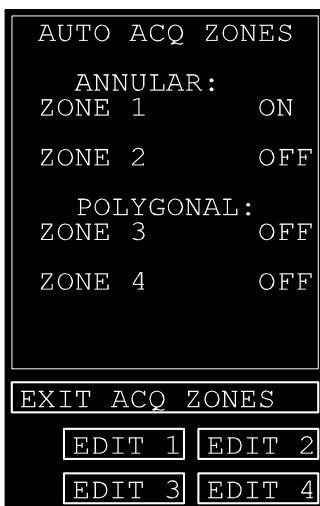 AUTO ACQ ZONES
ANNULAR:
ZONE 1 ON
ZONE 2 OFF
POLYGONAL:
ZONE 3 OFF
ZONE 4 OFF
EXIT ACQ ZONES
EDIT 1 EDIT 2
EDIT 3 EDIT 4